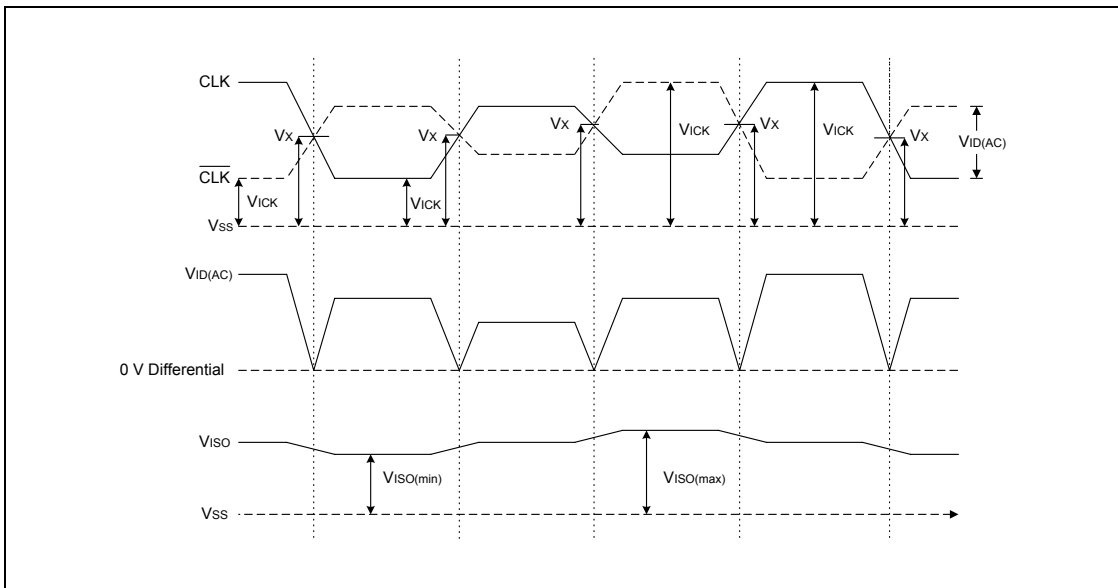 CLK
VX
VX
VX
VICK
VX
VICK
VX
VID(AC)
CLK
VICK
VICK
VSS
VID(AC)
0 V Differential
VISO
VISO(min)
VISO(max)
VSS